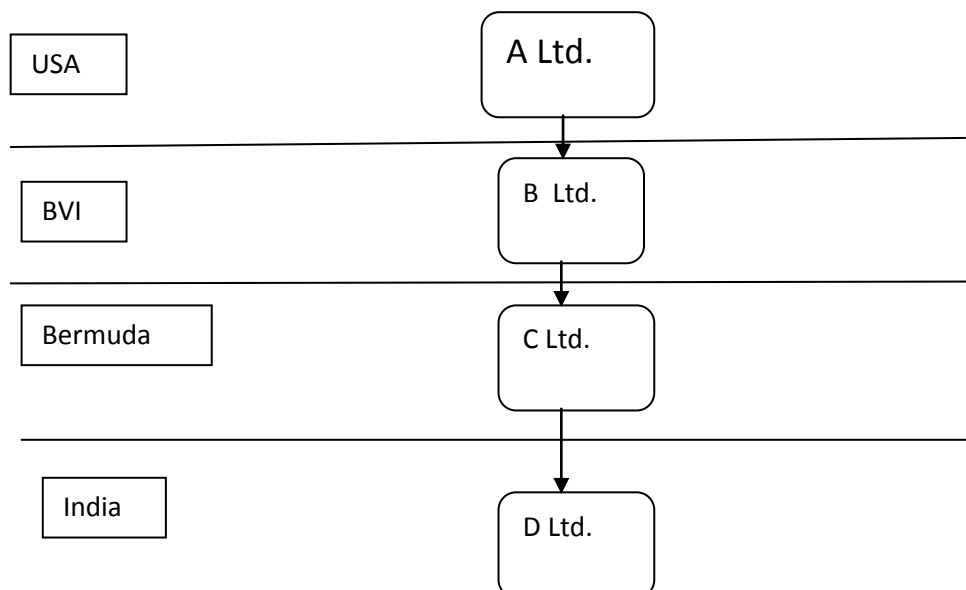 USA
A Ltd.
BVI
B  Ltd.
Bermuda
C Ltd.
India
D Ltd.